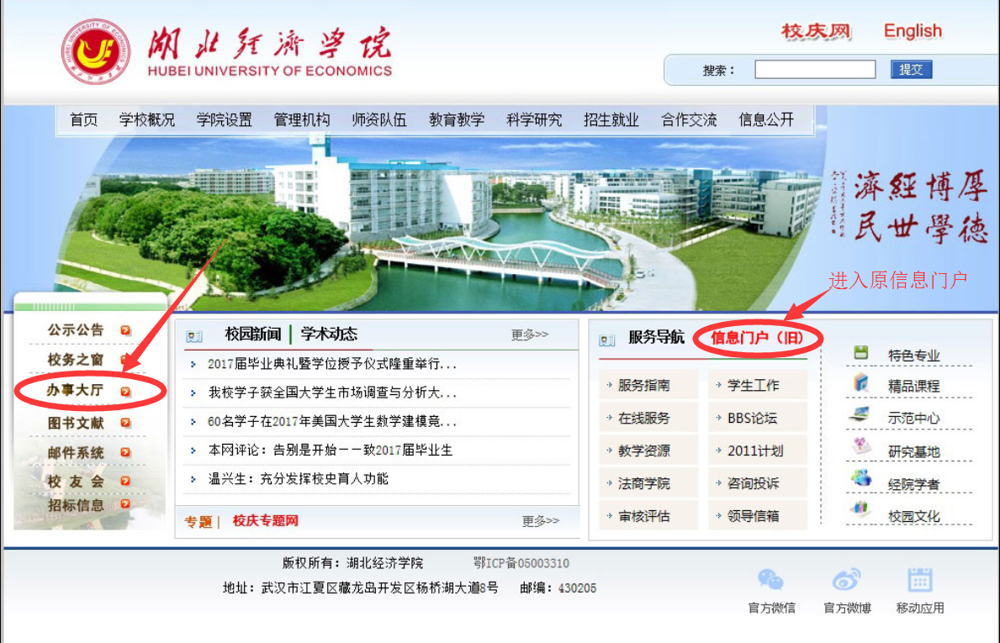 湖北经濟学院
HUBEI UNIVERSITY OF ECONOMICS
校庆网 English
搜索： 提交
首页 学校概况 学院设置 管理机构 师资队伍 教育教学 科学研究 招生就业 合作交流 信息公开
厚德博學經世濟民
进入原信息门户
公示公告
校务之窗
办事大厅
图书文献
邮件系统
校友会
招标信息
校园新闻 学术动态 更多>>
2017届毕业典礼暨学位授予仪式隆重举行...
我校学子获全国大学生市场调查与分析大...
60名学子在2017年美国大学生数学建模竞...
本网评论：告别是开始——致2017届毕业生
温兴生：充分发挥校史育人功能
专题 | 校庆专题网 更多>>
服务导航 信息门户（旧）
服务指南 学生工作
在线服务 BBS论坛
教学资源 2011计划
法商学院 咨询投诉
审核评估 领导信箱
特色专业
精品课程
示范中心
研究基地
经院学者
校园文化
版权所有：湖北经济学院 鄂ICP备05003310
地址：武汉市江夏区藏龙岛开发区杨桥湖大道8号 邮编：430205
官方微信 官方微博 移动应用